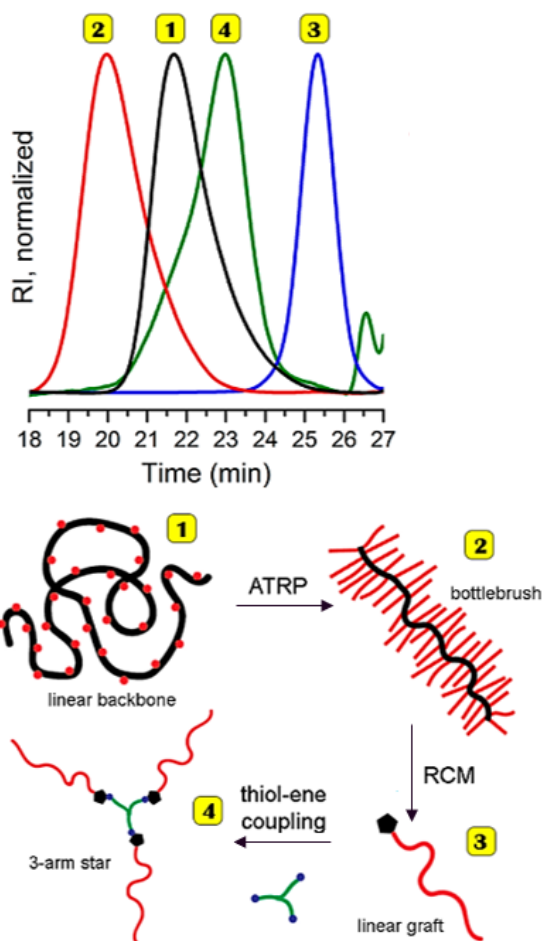 2 1 4 3
RI, normalized
18 19 20 21 22 23 24 25 26 27
Time (min)
1
2
ATRP
bottlebrush
linear backbone
RCM
4
thiol-ene
coupling
3
3-arm star
linear graft